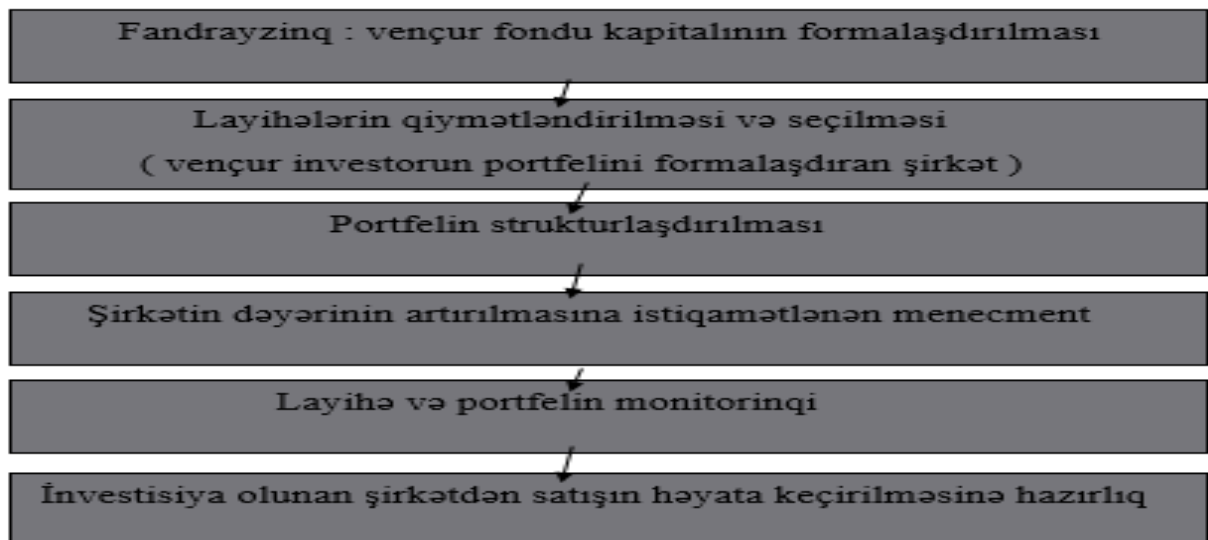 Fandrayzinq : vençur fondu kapitalının formalaşdırılması
Layihələrin qiymətləndirilməsi və seçilməsi
( vençur investorun portfelini formalaşdıran şirkət )
Portfelin strukturlaşdırılması
Şirkətin dəyərinin artırılmasına istiqamətlənən menecment
Layihə və portfelin monitorinqi
İnvestisiya olunan şirkətdən satışın həyata keçirilməsinə hazırlıq